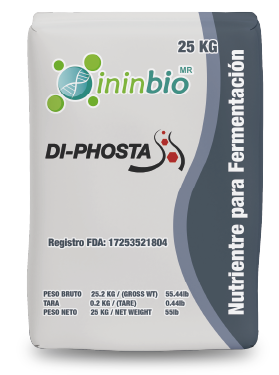 25 KG
ininbio MR
DI-PHOSTA
Nutriente para Fermentación
Registro FDA: 17253521804
PESO BRUTO 25.2 KG / (GROSS WT) 55.44lb
TARA 0.2 KG / (TARE) 0.44lb
PESO NETO 25 KG / NET WEIGHT 55lb